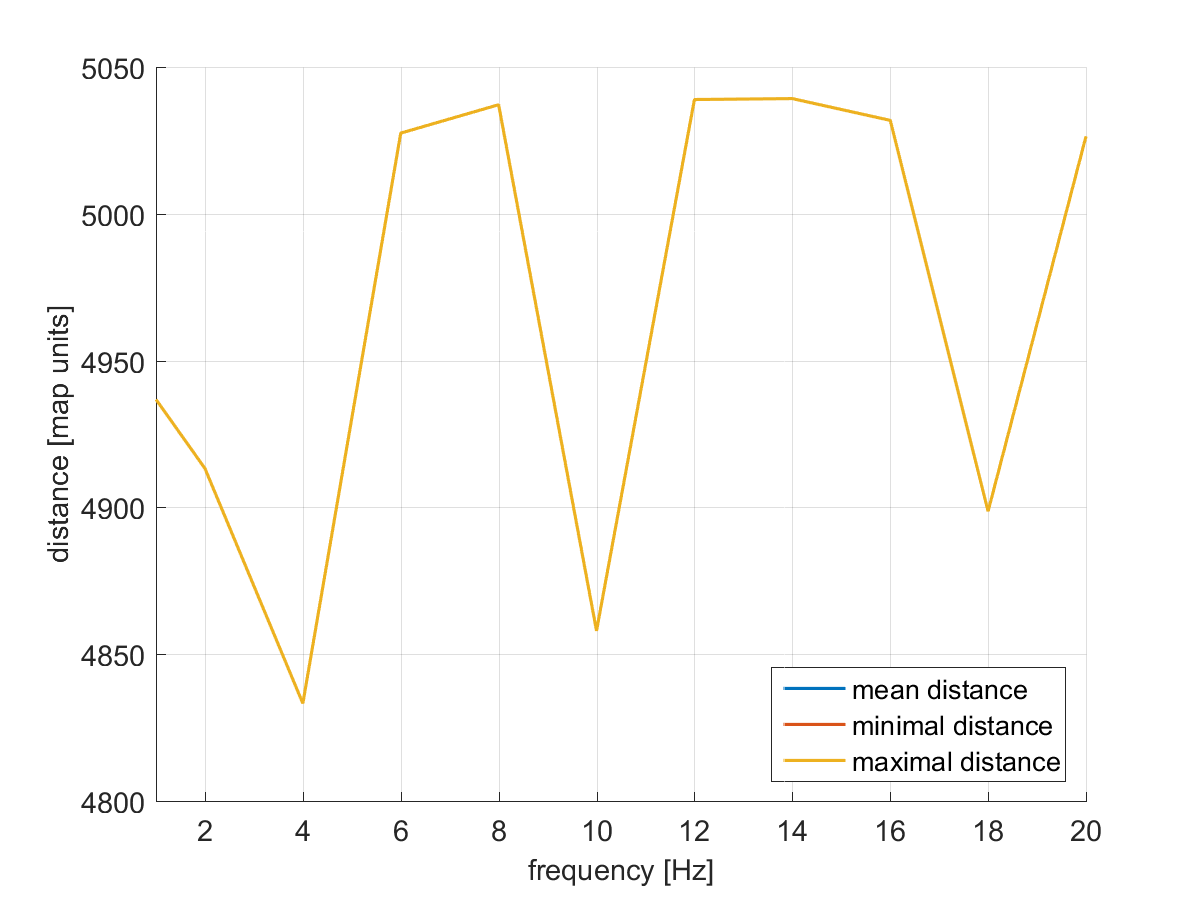 5050
5000
4950
4900
4850
4800
distance [map units]
2 4 6 8 10 12 14 16 18 20
frequency [Hz]
mean distance
minimal distance
maximal distance